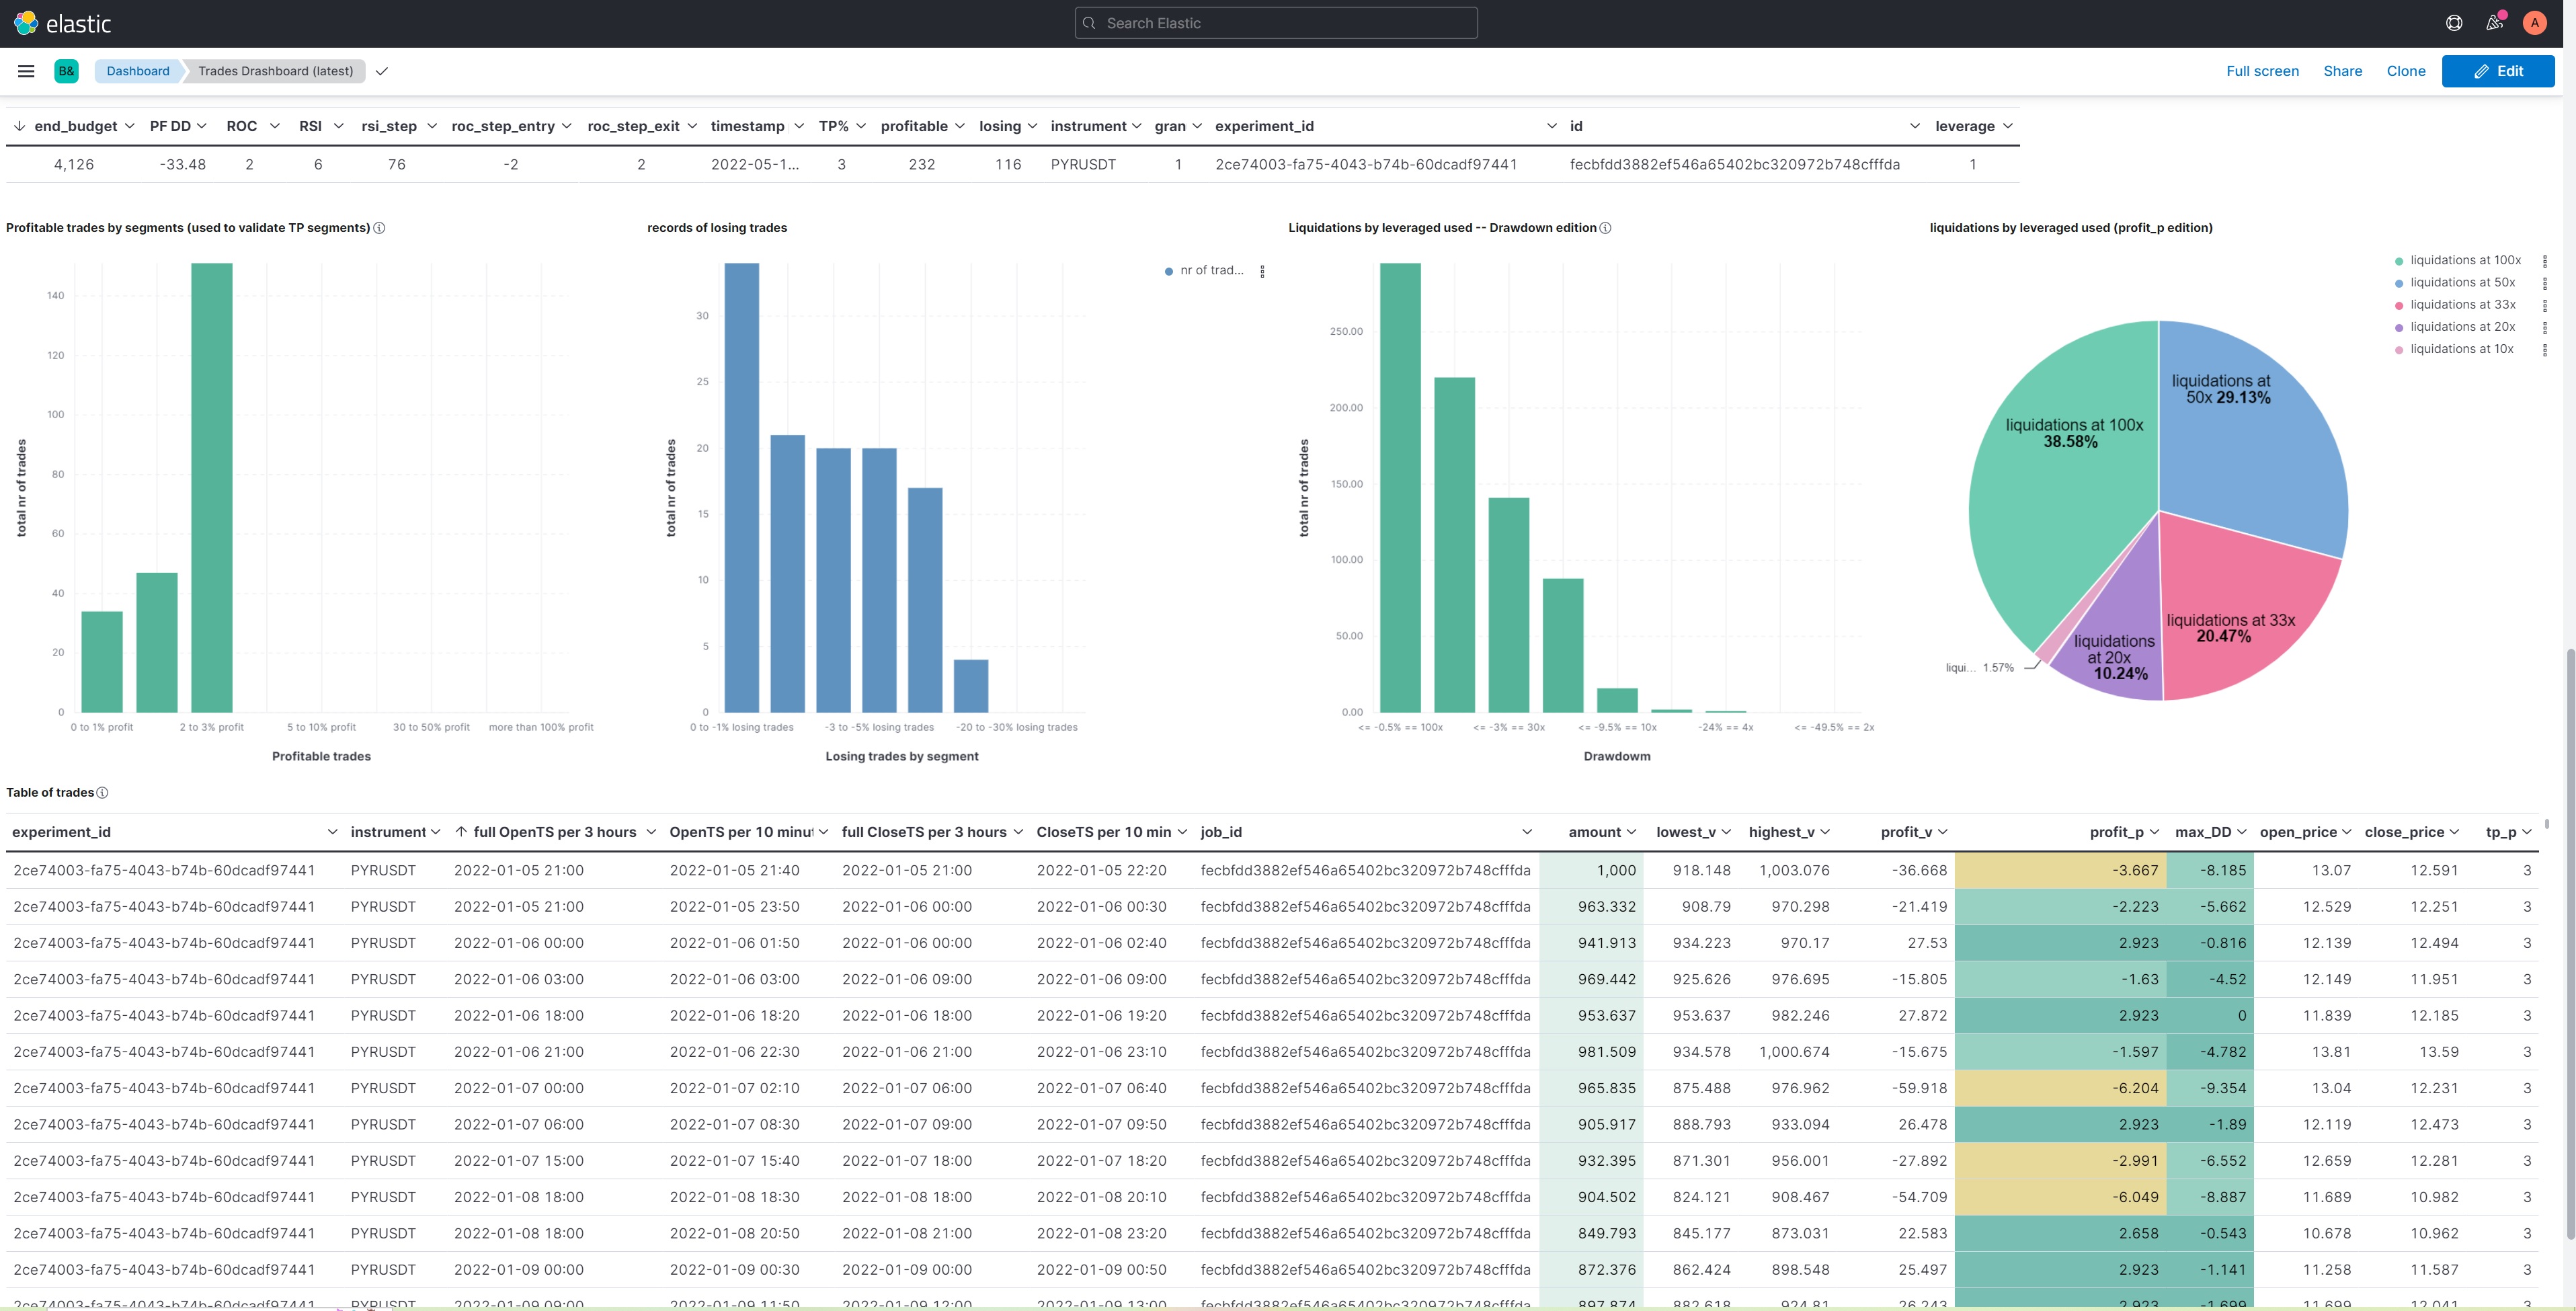 elastic
Search Elastic
A
B&
Dashboard
Trades Drashboard (latest)
Full screen
Share
Clone
Edit
end_budget PF DD ROC RSI rsi_step roc_step_entry roc_step_exit timestamp TP% profitable losing instrument gran experiment_id id leverage
4,126 -33.48 2 6 76 -2 2 2022-05-1... 3 232 116 PYRUSDT 1 2ce74003-fa75-4043-b74b-60dcadf97441 fecbfdd3882ef546a65402bc320972b748cfffda 1
Profitable trades by segments (used to validate TP segments)
140
120
100
80
60
40
20
0
total nr of trades
0 to 1% profit
2 to 3% profit
5 to 10% profit
30 to 50% profit
more than 100% profit
Profitable trades
records of losing trades
nr of trad...
30
25
20
15
10
5
0
total nr of trades
0 to -1% losing trades
-3 to -5% losing trades
-20 to -30% losing trades
Losing trades by segment
Liquidations by leveraged used -- Drawdown edition
250.00
200.00
150.00
100.00
50.00
0.00
total nr of trades
<= -0.5% == 100x
<= -3% == 30x
<= -9.5% == 10x
-24% == 4x
<= -49.5% == 2x
Drawdowm
liquidations by leveraged used (profit_p edition)
liquidations at 100x
liquidations at 50x
liquidations at 33x
liquidations at 20x
liquidations at 10x
liquidations at
50x 29.13%
liquidations at 100x
38.58%
liquidations at 33x
20.47%
liquidations
at 20x
10.24%
liqui... 1.57%
Table of trades
experiment_id instrument full OpenTS per 3 hours OpenTS per 10 minut full CloseTS per 3 hours CloseTS per 10 min job_id amount lowest_v highest_v profit_v profit_p max_DD open_price close_price tp_p
2ce74003-fa75-4043-b74b-60dcadf97441 PYRUSDT 2022-01-05 21:00 2022-01-05 21:40 2022-01-05 21:00 2022-01-05 22:20 fecbfdd3882ef546a65402bc320972b748cfffda 1,000 918.148 1,003.076 -36.668 -3.667 -8.185 13.07 12.591 3
2ce74003-fa75-4043-b74b-60dcadf97441 PYRUSDT 2022-01-05 21:00 2022-01-05 23:50 2022-01-06 00:00 2022-01-06 00:30 fecbfdd3882ef546a65402bc320972b748cfffda 963.332 908.79 970.298 -21.419 -2.223 -5.662 12.529 12.251 3
2ce74003-fa75-4043-b74b-60dcadf97441 PYRUSDT 2022-01-06 00:00 2022-01-06 01:50 2022-01-06 00:00 2022-01-06 02:40 fecbfdd3882ef546a65402bc320972b748cfffda 941.913 934.223 970.17 27.53 2.923 -0.816 12.139 12.494 3
2ce74003-fa75-4043-b74b-60dcadf97441 PYRUSDT 2022-01-06 03:00 2022-01-06 03:00 2022-01-06 09:00 2022-01-06 09:00 fecbfdd3882ef546a65402bc320972b748cfffda 969.442 925.626 976.695 -15.805 -1.63 -4.52 12.149 11.951 3
2ce74003-fa75-4043-b74b-60dcadf97441 PYRUSDT 2022-01-06 18:00 2022-01-06 18:20 2022-01-06 18:00 2022-01-06 19:20 fecbfdd3882ef546a65402bc320972b748cfffda 953.637 953.637 982.246 27.872 2.923 0 11.839 12.185 3
2ce74003-fa75-4043-b74b-60dcadf97441 PYRUSDT 2022-01-06 21:00 2022-01-06 22:30 2022-01-06 21:00 2022-01-06 23:10 fecbfdd3882ef546a65402bc320972b748cfffda 981.509 934.578 1,000.674 -15.675 -1.597 -4.782 13.81 13.59 3
2ce74003-fa75-4043-b74b-60dcadf97441 PYRUSDT 2022-01-07 00:00 2022-01-07 02:10 2022-01-07 06:00 2022-01-07 06:40 fecbfdd3882ef546a65402bc320972b748cfffda 965.835 875.488 976.962 -59.918 -6.204 -9.354 13.04 12.231 3
2ce74003-fa75-4043-b74b-60dcadf97441 PYRUSDT 2022-01-07 06:00 2022-01-07 08:30 2022-01-07 09:00 2022-01-07 09:50 fecbfdd3882ef546a65402bc320972b748cfffda 905.917 888.793 933.094 26.478 2.923 -1.89 12.119 12.473 3
2ce74003-fa75-4043-b74b-60dcadf97441 PYRUSDT 2022-01-07 15:00 2022-01-07 15:40 2022-01-07 18:00 2022-01-07 18:20 fecbfdd3882ef546a65402bc320972b748cfffda 932.395 871.301 956.001 -27.892 -2.991 -6.552 12.659 12.281 3
2ce74003-fa75-4043-b74b-60dcadf97441 PYRUSDT 2022-01-08 18:00 2022-01-08 18:30 2022-01-08 18:00 2022-01-08 20:10 fecbfdd3882ef546a65402bc320972b748cfffda 904.502 824.121 908.467 -54.709 -6.049 -8.887 11.689 10.982 3
2ce74003-fa75-4043-b74b-60dcadf97441 PYRUSDT 2022-01-08 18:00 2022-01-08 20:50 2022-01-08 21:00 2022-01-08 23:20 fecbfdd3882ef546a65402bc320972b748cfffda 849.793 845.177 873.031 22.583 2.658 -0.543 10.678 10.962 3
2ce74003-fa75-4043-b74b-60dcadf97441 PYRUSDT 2022-01-09 00:00 2022-01-09 00:30 2022-01-09 00:00 2022-01-09 00:50 fecbfdd3882ef546a65402bc320972b748cfffda 872.376 862.424 898.548 25.497 2.923 -1.141 11.258 11.587 3
2ce74003-fa75-4043-b74b-60dcadf97441 PYRUSDT 2022-01-09 09:00 2022-01-09 11:50 2022-01-09 12:00 2022-01-09 13:00 fecbfdd3882ef546a65402bc320972b748cfffda 897.874 882.618 924.81 26.243 2.923 -1.699 11.699 12.041 3